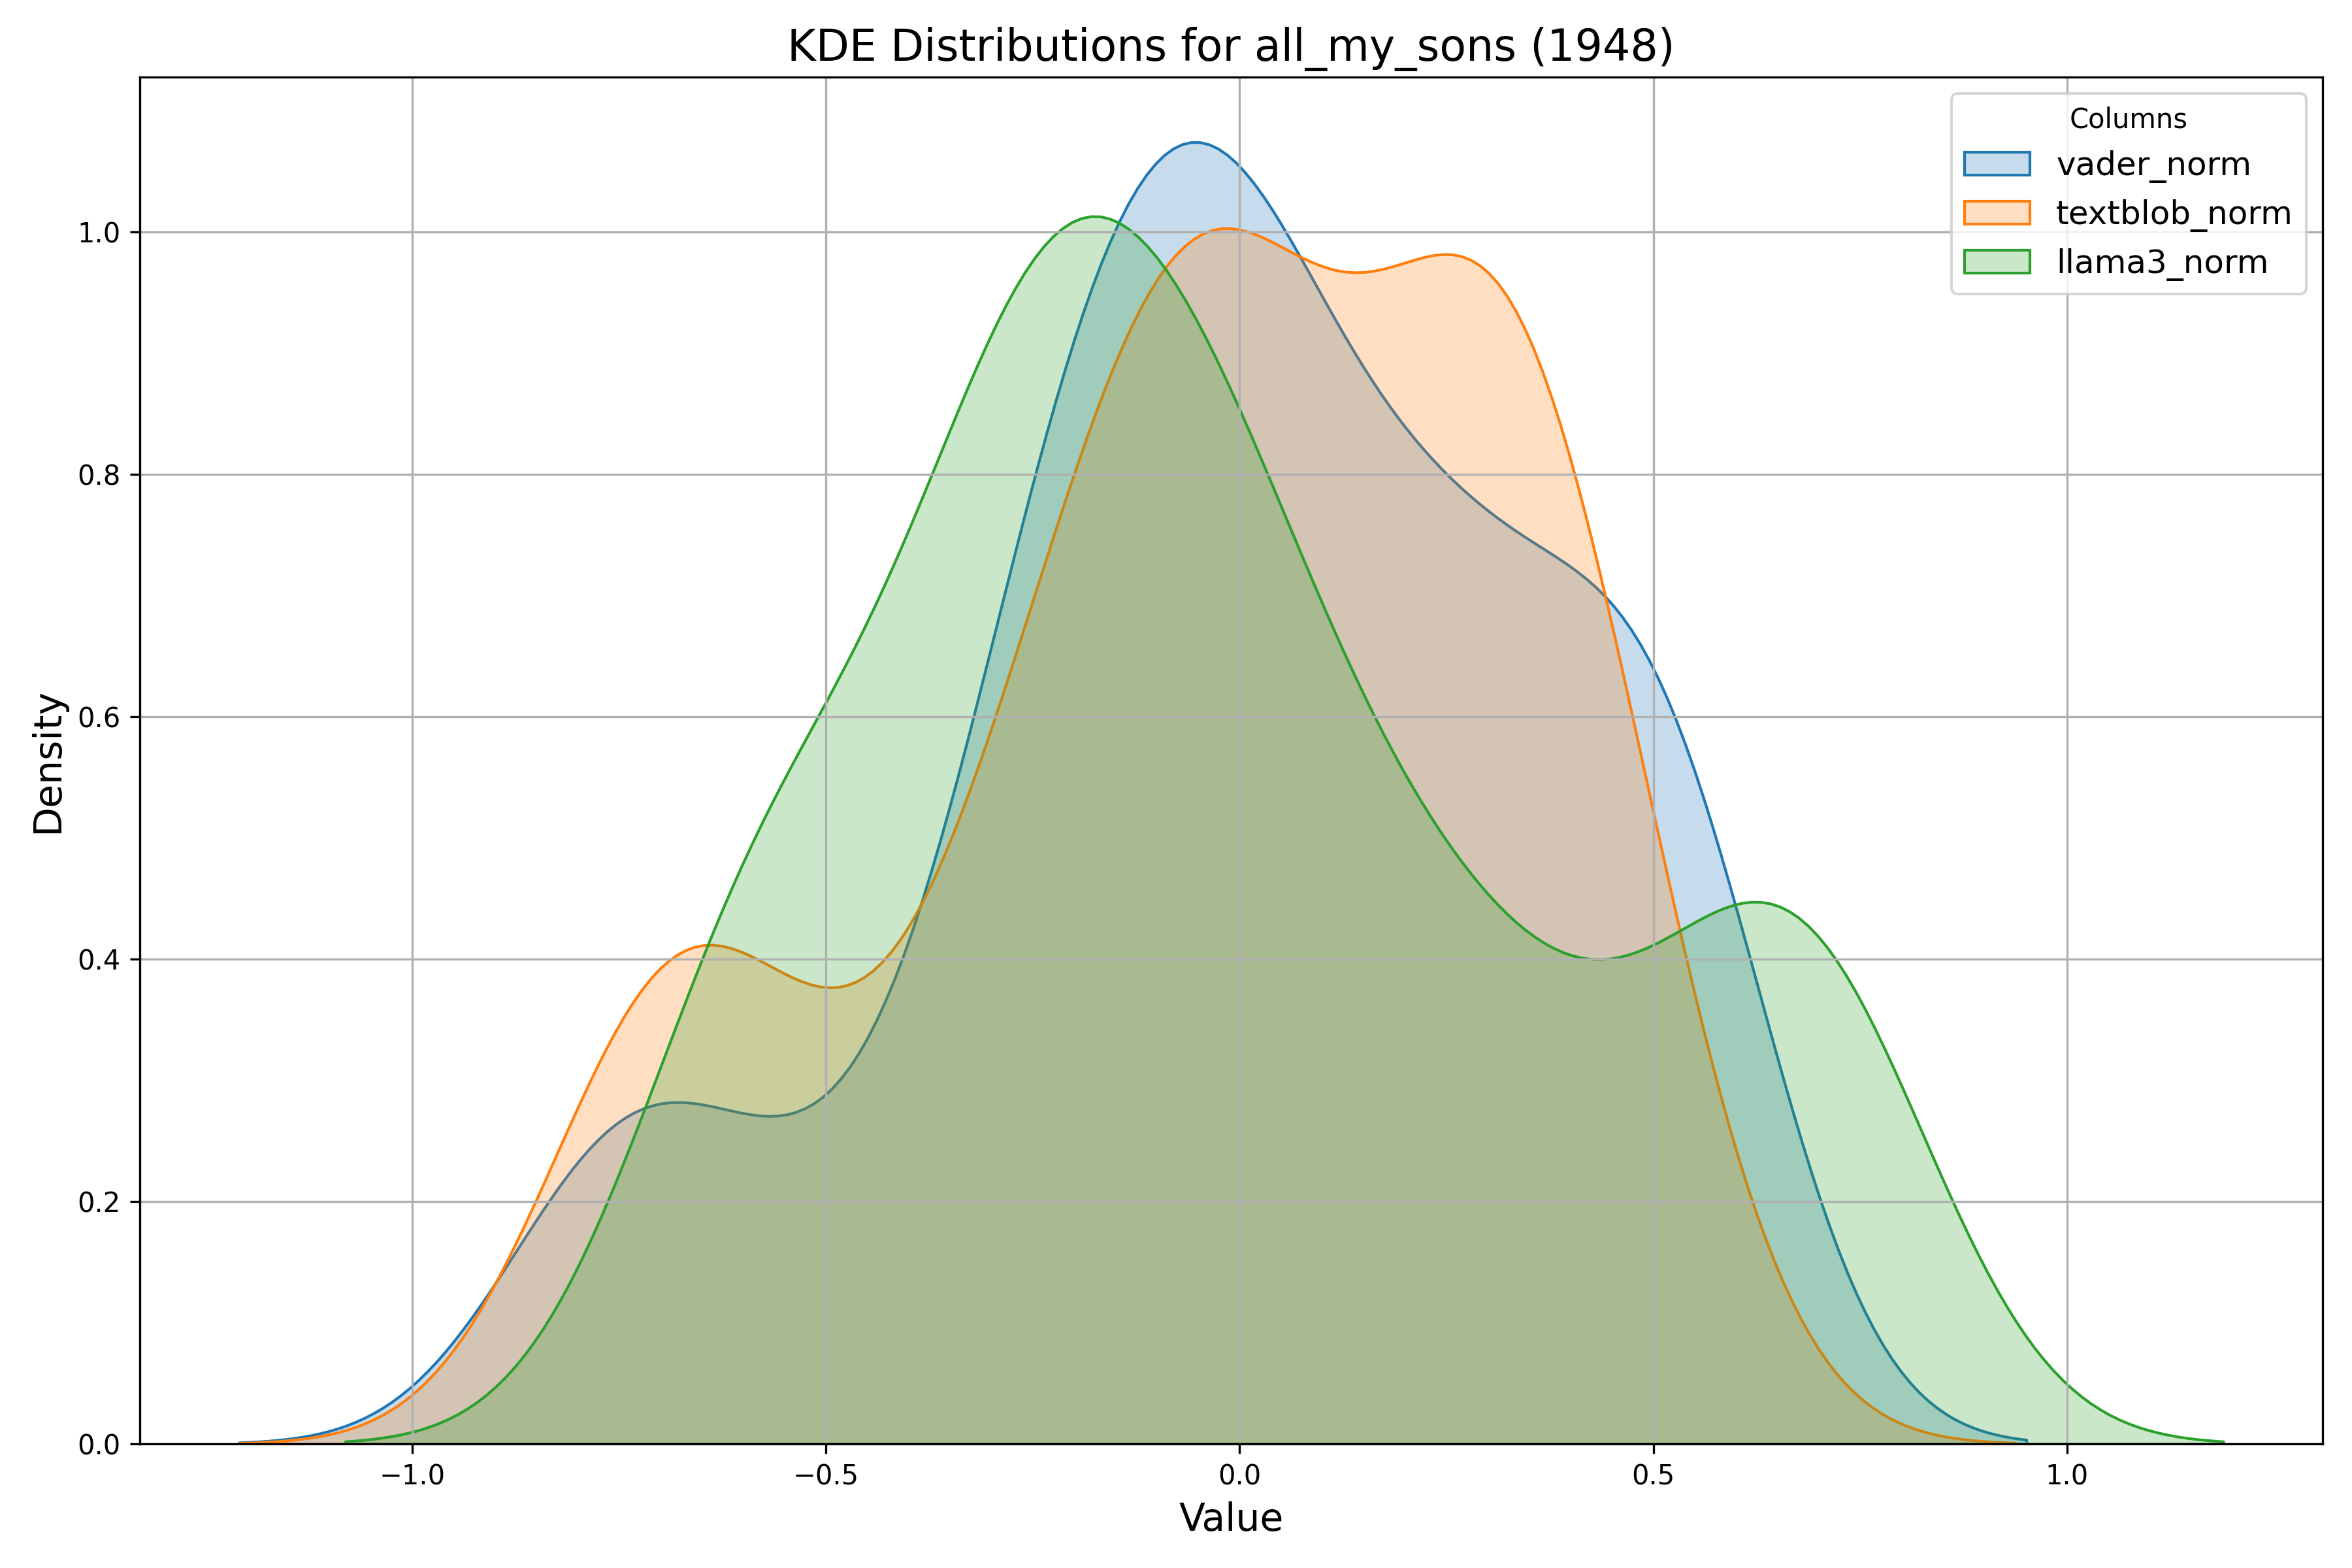 KDE Distributions for all_my_sons (1948)
Columns
vader_norm
textblob_norm
llama3_norm
Density
1.0
0.8
0.6
0.4
0.2
0.0
−1.0
−0.5
0.0
0.5
1.0
Value